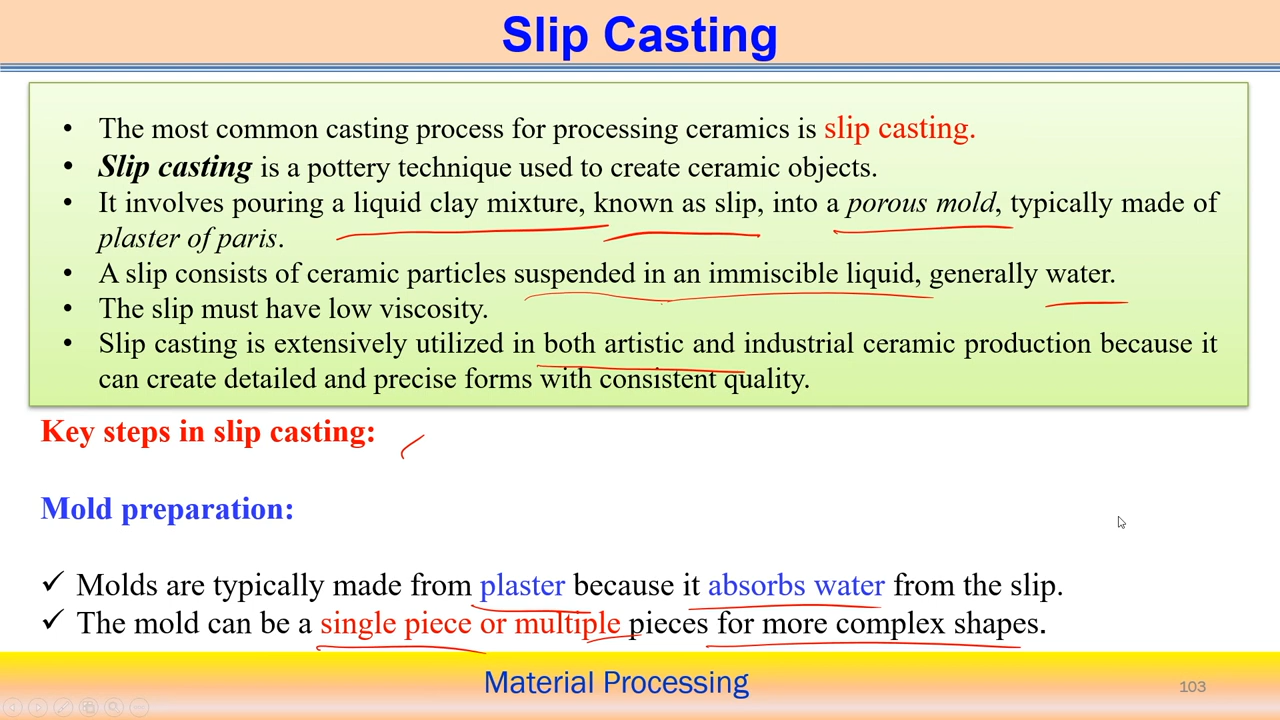 Slip Casting
• The most common casting process for processing ceramics is slip casting.
• Slip casting is a pottery technique used to create ceramic objects.
• It involves pouring a liquid clay mixture, known as slip, into a porous mold, typically made of
plaster of paris.
• A slip consists of ceramic particles suspended in an immiscible liquid, generally water.
• The slip must have low viscosity.
• Slip casting is extensively utilized in both artistic and industrial ceramic production because it
can create detailed and precise forms with consistent quality.
Key steps in slip casting:
Mold preparation:
✓ Molds are typically made from plaster because it absorbs water from the slip.
✓ The mold can be a single piece or multiple pieces for more complex shapes.
Material Processing
103